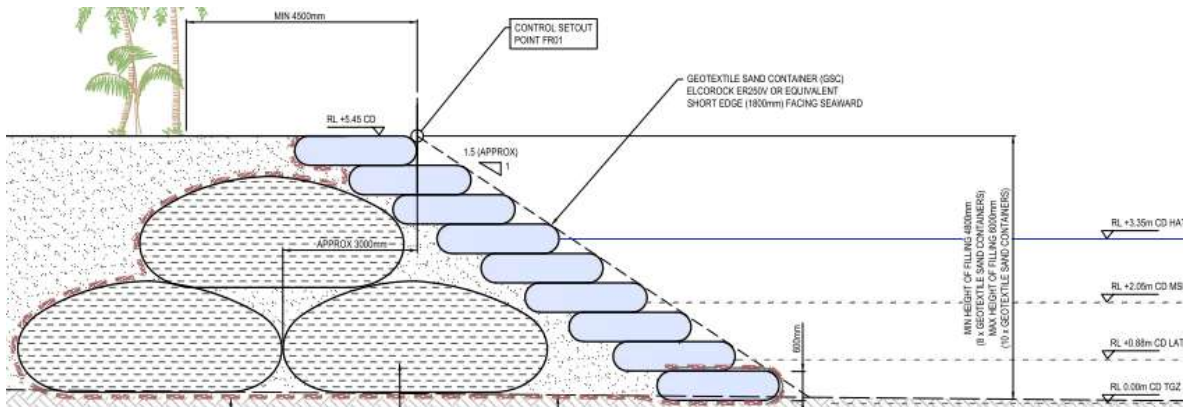 MIN 4500mm
CONTROL SETOUT
POINT FR01
GEOTEXTILE SAND CONTAINER (GSC)
ELCOROCK ER250V OR EQUIVALENT
SHORT EDGE (1800mm) FACING SEAWARD
RL +5.45 CD
1.5 (APPROX)
1
APPROX 3000mm
MIN HEIGHT OF FILLING 4800mm
(8 x GEOTEXTILE SAND CONTAINERS)
MAX HEIGHT OF FILLING 6000mm
(10 x GEOTEXTILE SAND CONTAINERS)
600mm
RL +3.35m CD HAT
RL +2.05m CD MS
RL +0.88m CD LAT
RL 0.00m CD TGZ